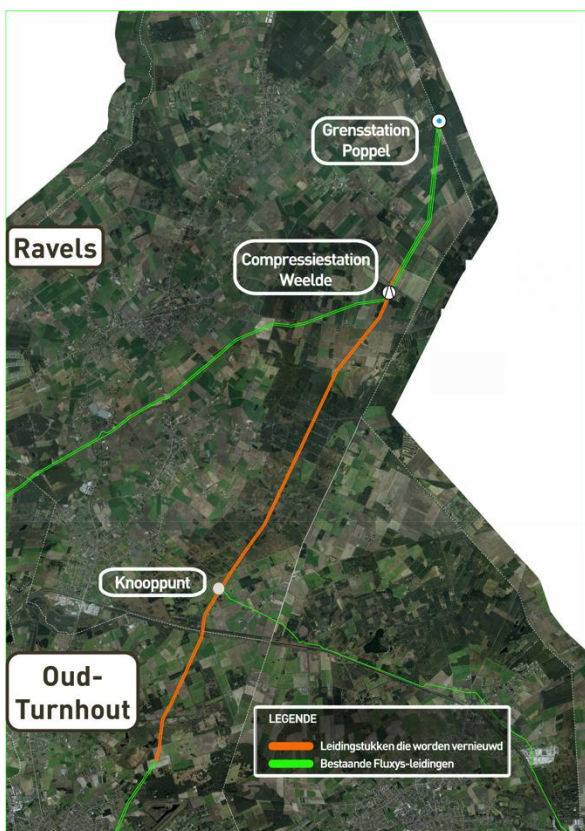 Grensstation
Poppel
Ravels
Compressiestation
Weelde
Knooppunt
Oud-
Turnhout
LEGENDE
Leidingstukken die worden vernieuwd
Bestaande Fluxys-leidingen